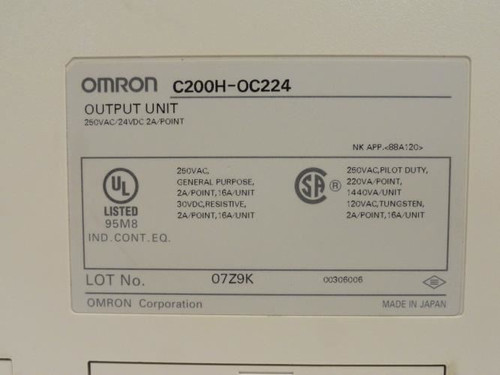 OMRON C200H-OC224
OUTPUT UNIT
250VAC/24VDC 2A/POINT
NK APP.<88A120>
UL
LISTED
95M8
IND.CONT.EQ.
250VAC,
GENERAL PURPOSE,
2A/POINT,16A/UNIT
30VDC,RESISTIVE,
2A/POINT,16A/UNIT
SA ®
250VAC,PILOT DUTY,
220VA/POINT,
1440VA/UNIT
120VAC,TUNGSTEN,
2A/POINT,16A/UNIT
LOT No. 07Z9K 00306006
OMRON Corporation MADE IN JAPAN